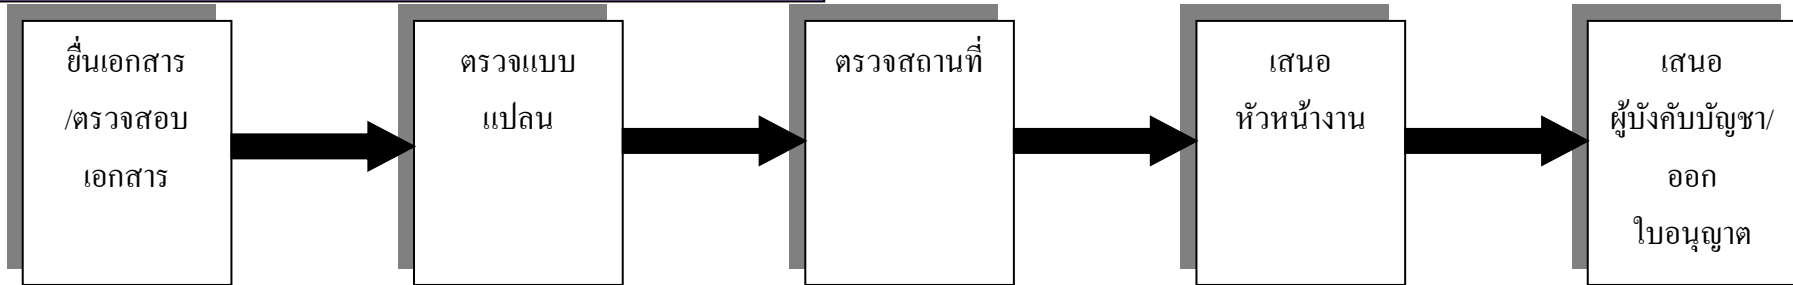 ยื่นเอกสาร
/ตรวจสอบ
เอกสาร
ตรวจแบบ
แปลน
ตรวจสถานที่
เสนอ
หัวหน้างาน
เสนอ
ผู้บังคับบัญชา/
ออก
ใบอนุญาต